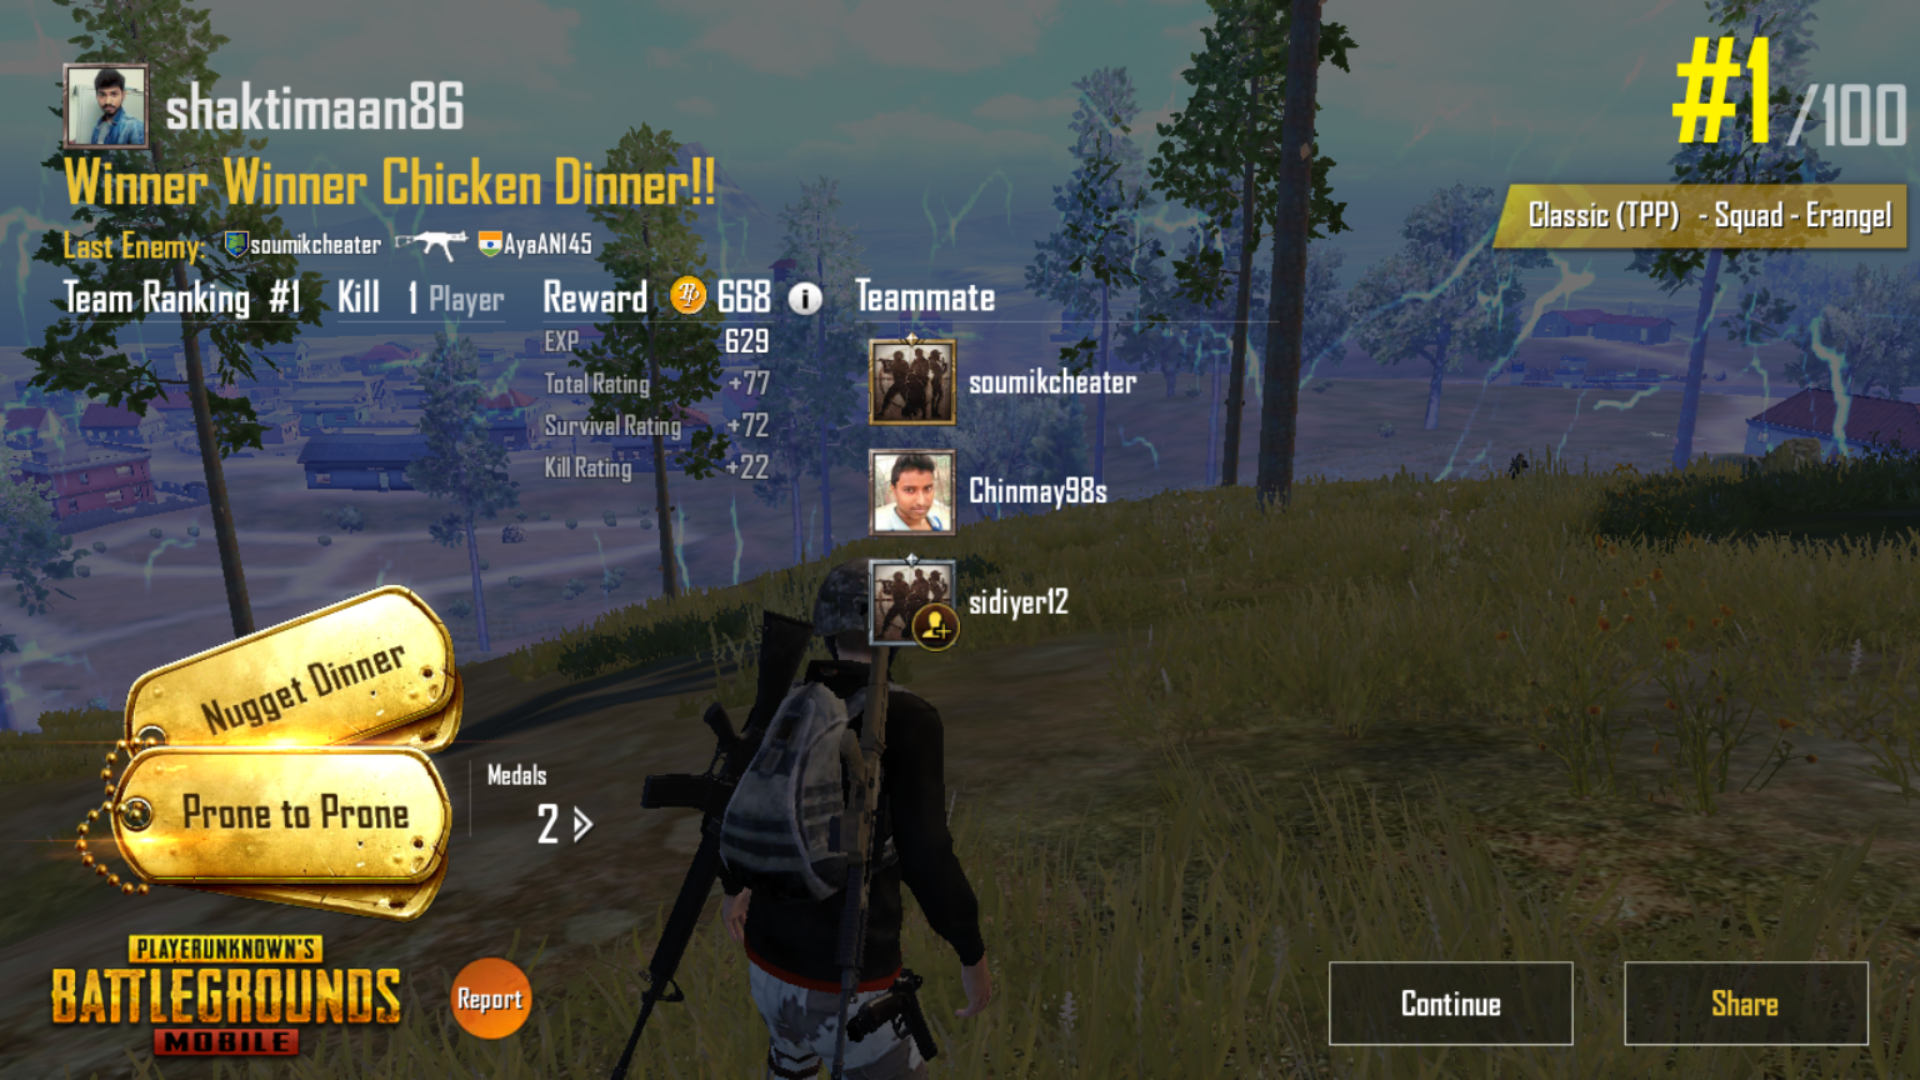 shaktimaan86
#1 /100
Winner Winner Chicken Dinner!!
Classic (TPP) - Squad - Erangel
Last Enemy: soumikcheater AyaAN145
Team Ranking #1 Kill 1 Player Reward 668 Teammate
EXP 629
Total Rating +77
Survival Rating +72
Kill Rating +22
soumikcheater
Chinmay98s
sidiyer12
Nugget Dinner
Prone to Prone
Medals
2
PLAYERUNKNOWN'S
BATTLEGROUNDS
MOBILE
Report
Continue
Share